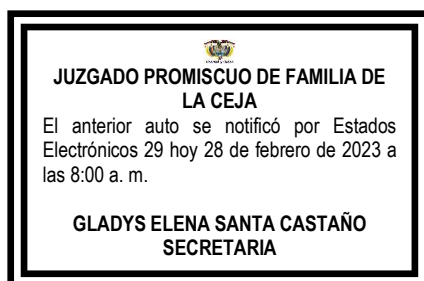 JUZGADO PROMISCUO DE FAMILIA DE
LA CEJA
El anterior auto se notificó por Estados
Electrónicos 29 hoy 28 de febrero de 2023 a
las 8:00 a. m.
GLADYS ELENA SANTA CASTAÑO
SECRETARIA